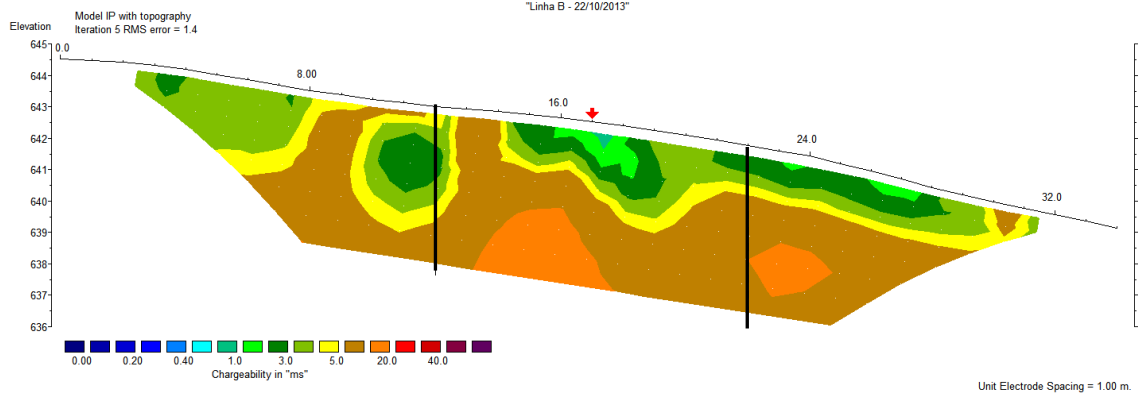 "Linha B - 22/10/2013"
Model IP with topography
Elevation
Iteration 5 RMS error = 1.4
645
0.0
644
8.00
643
16.0
642
24.0
641
640
32.0
639
638
637
636
0.00 0.20 0.40 1.0 3.0 5.0 20.0 40.0
Chargeability in "ms"
Unit Electrode Spacing = 1.00 m.